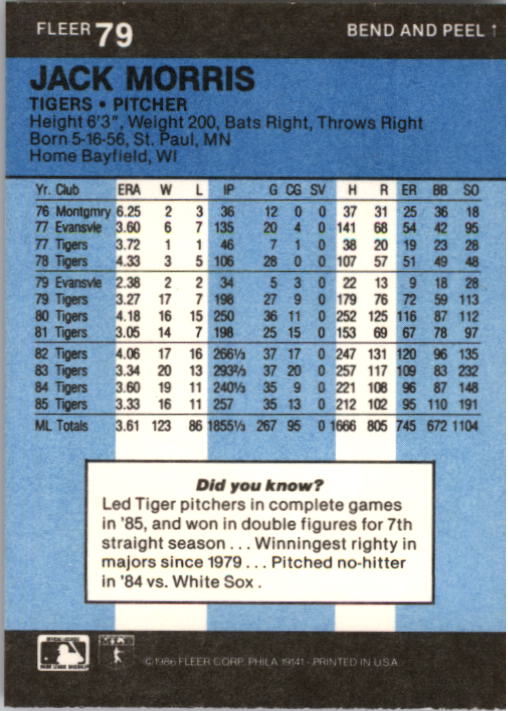 FLEER 79 BEND AND PEEL ↑
JACK MORRIS
TIGERS • PITCHER
Height 6'3", Weight 200, Bats Right, Throws Right
Born 5-16-56, St. Paul, MN
Home Bayfield, WI
Yr. Club ERA W L IP G CG SV H R ER BB SO
76 Montgmry 6.25 2 3 36 12 0 0 37 31 25 36 18
77 Evansvle 3.60 6 7 135 20 4 0 141 68 54 42 95
77 Tigers 3.72 1 1 46 7 1 0 38 20 19 23 28
78 Tigers 4.33 3 5 106 28 0 0 107 57 51 49 48
79 Evansvle 2.38 2 2 34 5 3 0 22 13 9 18 28
79 Tigers 3.27 17 7 198 27 9 0 179 76 72 59 113
80 Tigers 4.18 16 15 250 36 11 0 252 125 116 87 112
81 Tigers 3.05 14 7 198 25 15 0 153 69 67 78 97
82 Tigers 4.06 17 16 266⅓ 37 17 0 247 131 120 96 135
83 Tigers 3.34 20 13 293⅔ 37 20 0 257 117 109 83 232
84 Tigers 3.60 19 11 240⅓ 35 9 0 221 108 96 87 148
85 Tigers 3.33 16 11 257 35 13 0 212 102 95 110 191
ML Totals 3.61 123 86 1855⅓ 267 95 0 1666 805 745 672 1104
Did you know?
Led Tiger pitchers in complete games
in '85, and won in double figures for 7th
straight season . . . Winningest righty in
majors since 1979 . . . Pitched no-hitter
in '84 vs. White Sox .
©1986 FLEER CORP. PHILA 19141 - PRINTED IN U.S.A.